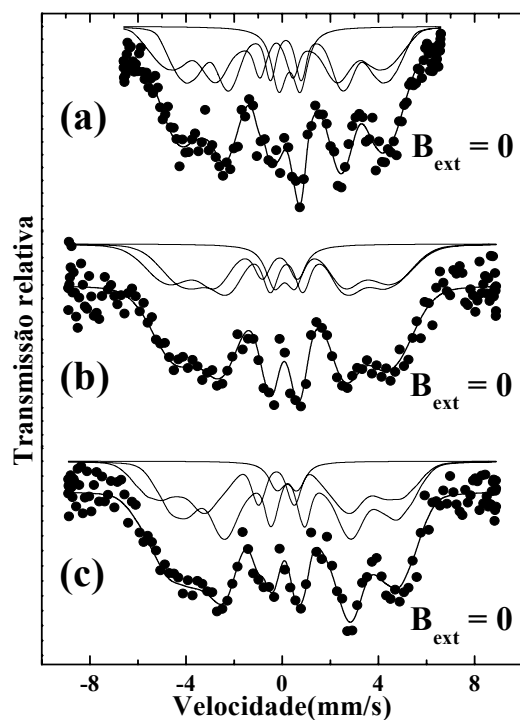 Transmissão relativa
(a)
B_ext = 0
(b)
B_ext = 0
(c)
B_ext = 0
-8 -4 0 4 8
Velocidade(mm/s)